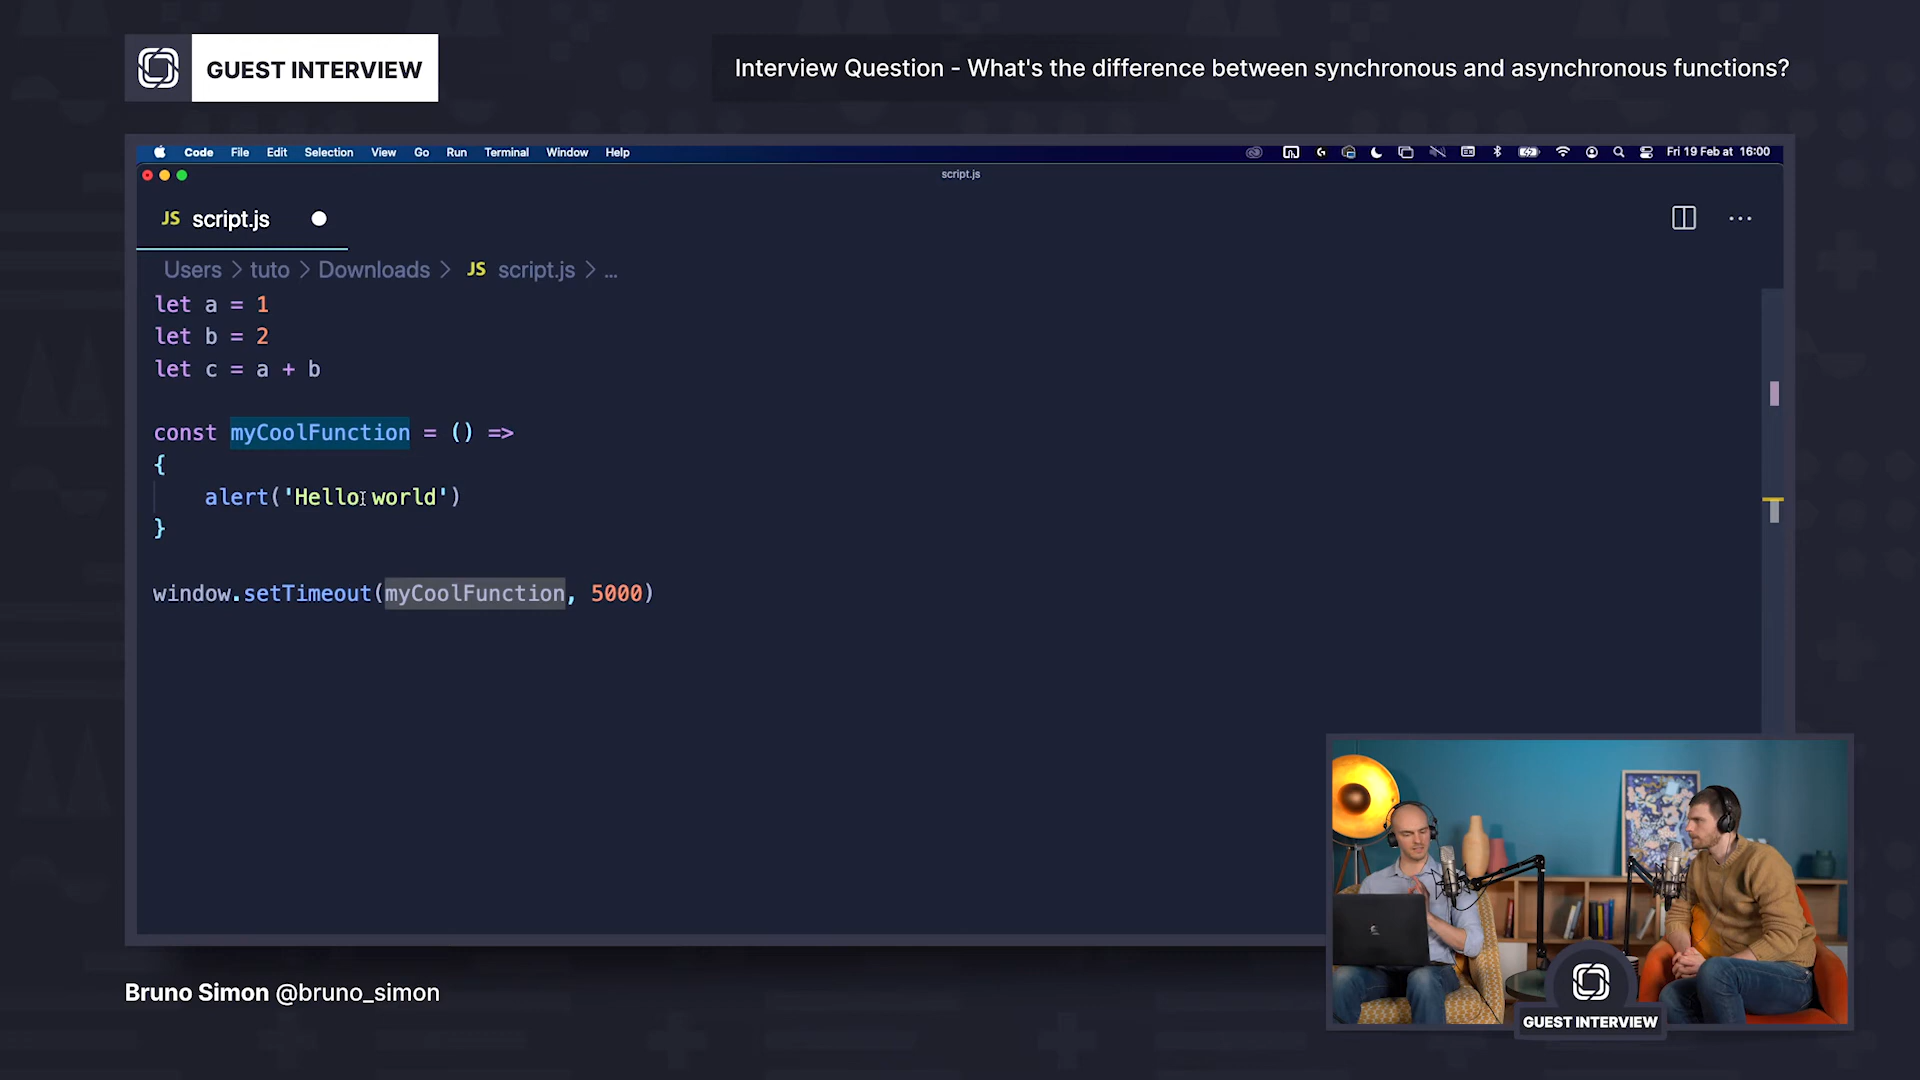 GUEST INTERVIEW
Interview Question - What's the difference between synchronous and asynchronous functions?
Code File Edit Selection View Go Run Terminal Window Help
Fri 19 Feb at 16:00
script.js
JS script.js
Users > tuto > Downloads > JS script.js > ...
let a = 1
let b = 2
let c = a + b
const myCoolFunction = () =>
{
alert('Hello world')
}
window.setTimeout(myCoolFunction, 5000)
Bruno Simon @bruno_simon
GUEST INTERVIEW